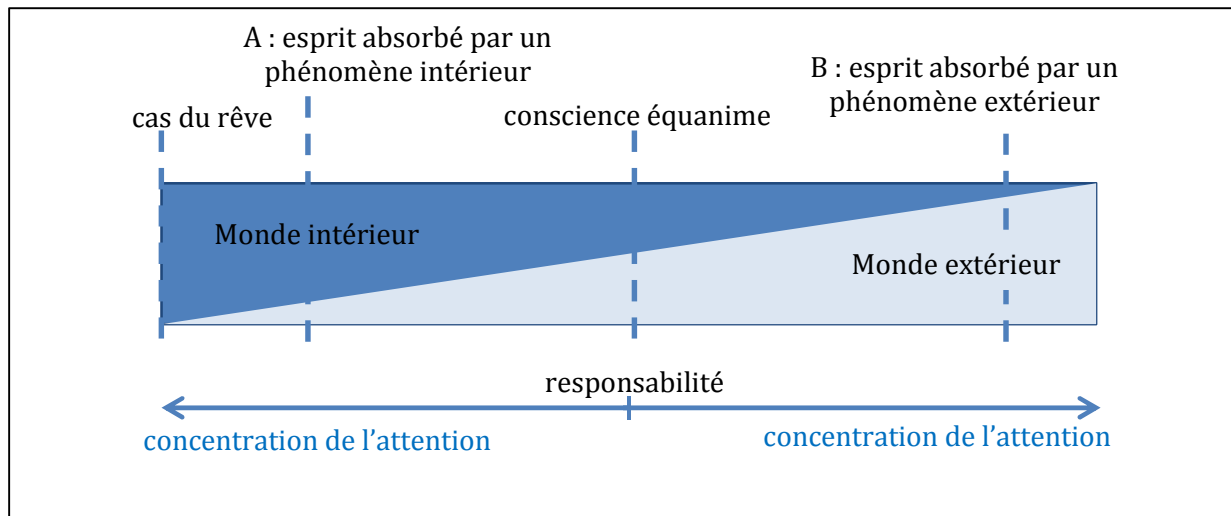 A : esprit absorbé par un
phénomène intérieur
B : esprit absorbé par un
phénomène extérieur
cas du rêve
conscience équanime
Monde intérieur
Monde extérieur
responsabilité
concentration de l’attention
concentration de l’attention